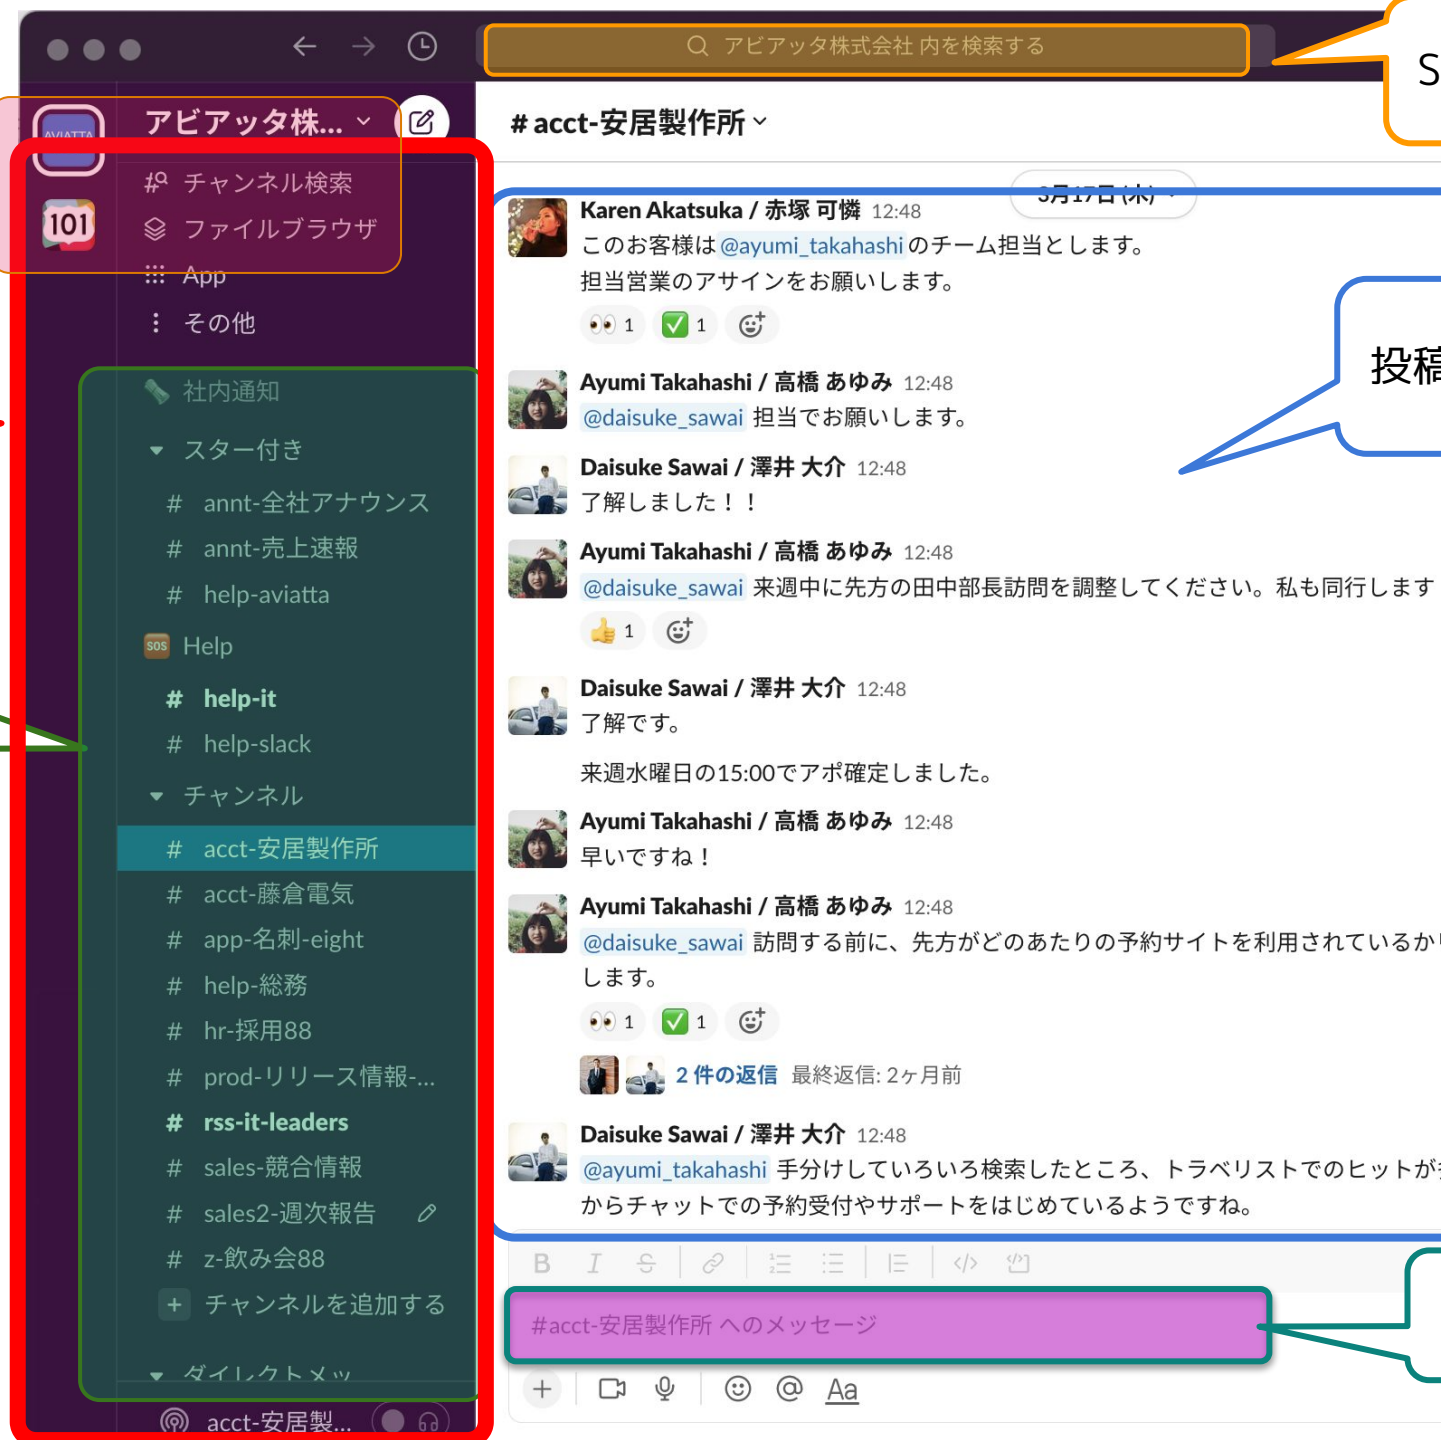 アビアッタ株式会社 内を検索する
S
AVIATTA
アビアッタ株...
101
チャンネル検索
ファイルブラウザ
App
その他
社内通知
スター付き
# annt-全社アナウンス
# annt-売上速報
# help-aviatta
SOS Help
# help-it
# help-slack
チャンネル
# acct-安居製作所
# acct-藤倉電気
# app-名刺-eight
# help-総務
# hr-採用88
# prod-リリース情報-...
# rss-it-leaders
# sales-競合情報
# sales2-週次報告
# z-飲み会88
+ チャンネルを追加する
ダイレクトメッ
acct-安居製...
# acct-安居製作所
3月17日 (水)
Karen Akatsuka / 赤塚 可憐 12:48
このお客様は @ayumi_takahashi のチーム担当とします。
担当営業のアサインをお願いします。
1 1
投稿
Ayumi Takahashi / 高橋 あゆみ 12:48
@daisuke_sawai 担当でお願いします。
Daisuke Sawai / 澤井 大介 12:48
了解しました！！
Ayumi Takahashi / 高橋 あゆみ 12:48
@daisuke_sawai 来週中に先方の田中部長訪問を調整してください。私も同行します
1
Daisuke Sawai / 澤井 大介 12:48
了解です。
来週水曜日の15:00でアポ確定しました。
Ayumi Takahashi / 高橋 あゆみ 12:48
早いですね！
Ayumi Takahashi / 高橋 あゆみ 12:48
@daisuke_sawai 訪問する前に、先方がどのあたりの予約サイトを利用されているか
します。
1 1
2 件の返信 最終返信: 2ヶ月前
Daisuke Sawai / 澤井 大介 12:48
@ayumi_takahashi 手分けしていろいろ検索したところ、トラベリストでのヒットが
からチャットでの予約受付やサポートをはじめているようですね。
B I S
#acct-安居製作所 へのメッセージ
+ @ Aa